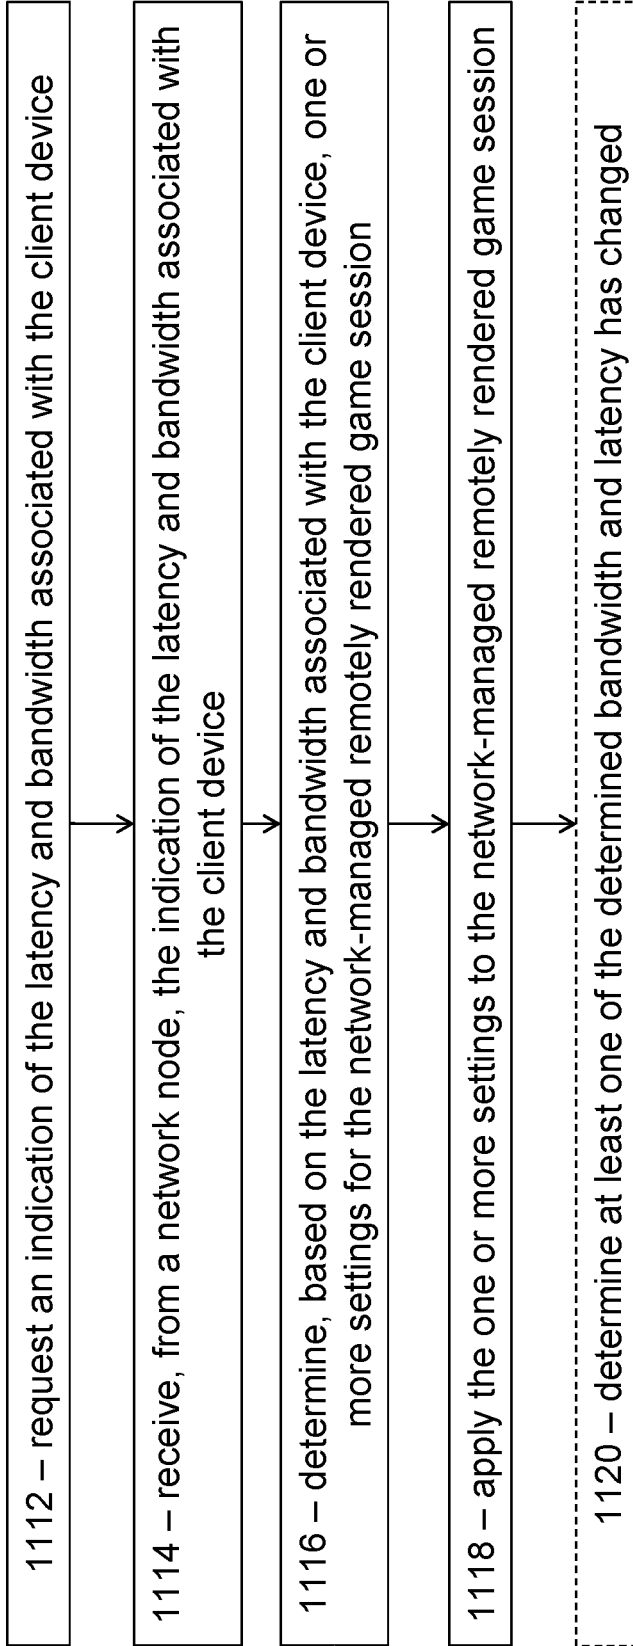 1112 – request an indication of the latency and bandwidth associated with the client device
1114 – receive, from a network node, the indication of the latency and bandwidth associated with
the client device
1116 – determine, based on the latency and bandwidth associated with the client device, one or
more settings for the network-managed remotely rendered game session
1118 – apply the one or more settings to the network-managed remotely rendered game session
1120 – determine at least one of the determined bandwidth and latency has changed